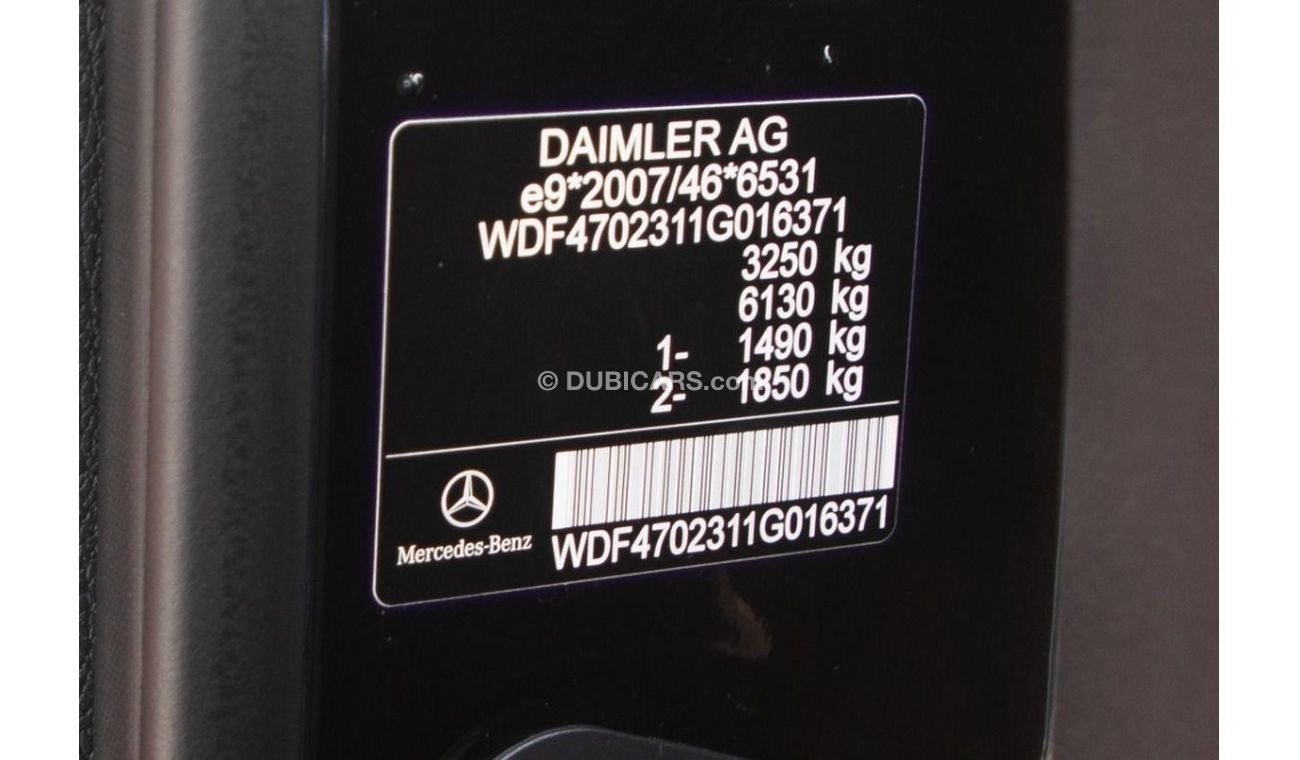 DAIMLER AG
e9*2007/46*6531
WDF4702311G016371
3250 kg
6130 kg
1- 1490 kg
2- 1850 kg
© DUBICARS.com
Mercedes-Benz
WDF4702311G016371